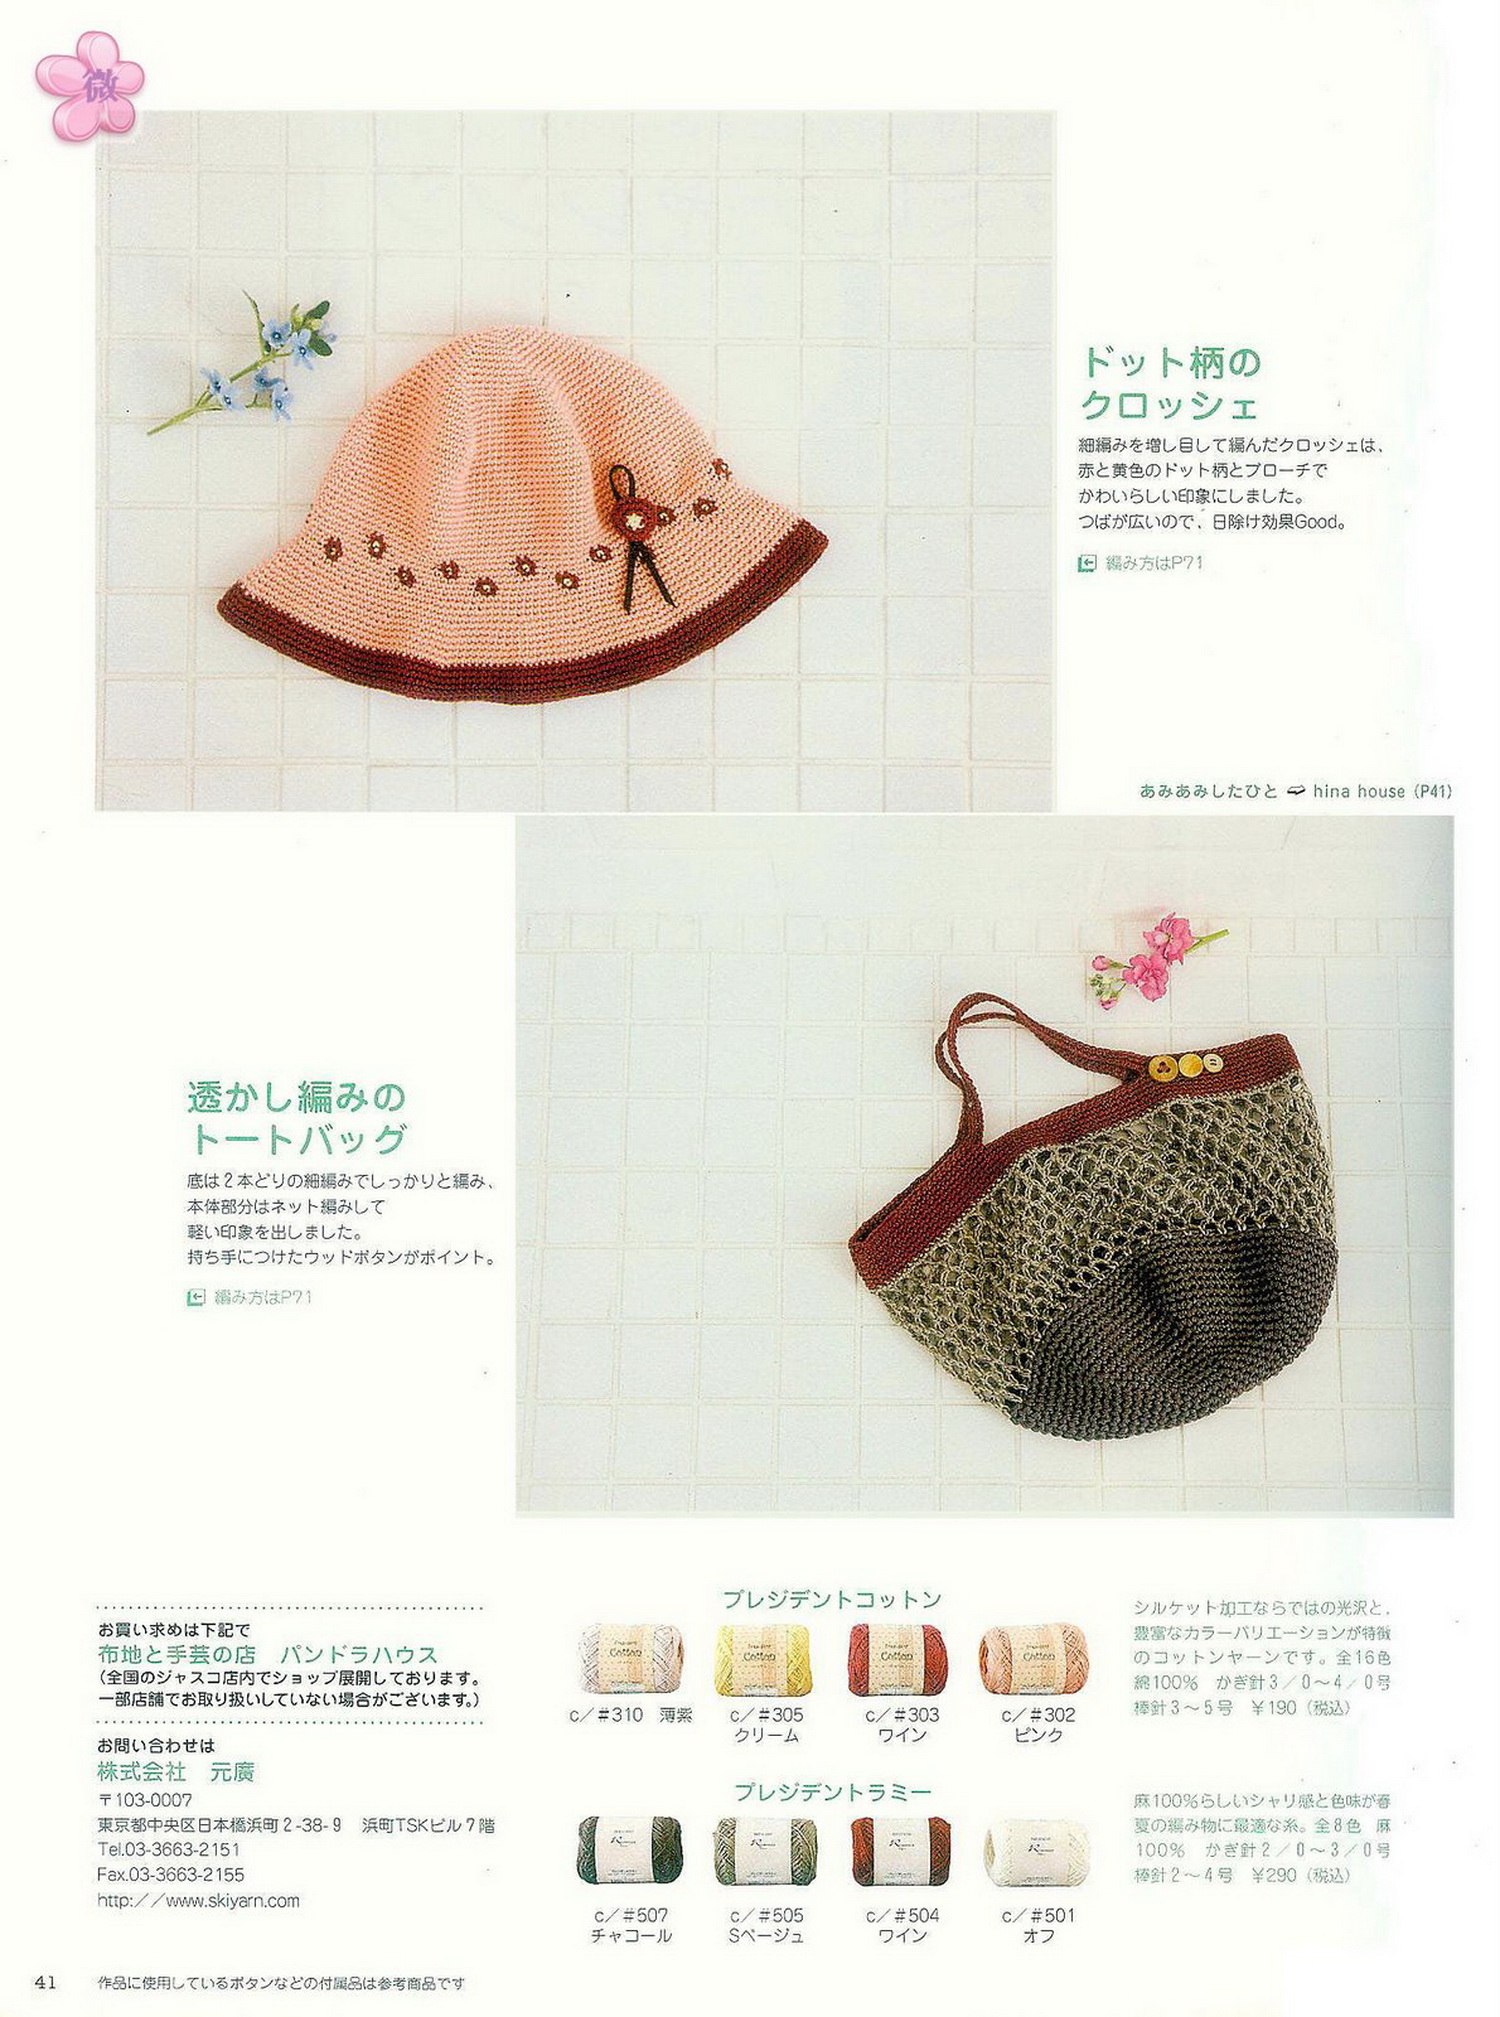 微
ドット柄の
クロッシェ
細編みを増し目して編んだクロッシェは、
赤と黄色のドット柄とブローチで
かわいらしい印象にしました。
つばが広いので、日除け効果Good。
編み方はP71
あみあみしたひと hina house (P41)
透かし編みの
トートバッグ
底は2本どりの細編みでしっかりと編み、
本体部分はネット編みして
軽い印象を出しました。
持ち手につけたウッドボタンがポイント。
編み方はP71
お買い求めは下記で
布地と手芸の店 パンドラハウス
(全国のジャスコ店内でショップ展開しております。
一部店舗でお取り扱いしていない場合がございます。)
お問い合わせは
株式会社 元廣
〒103-0007
東京都中央区日本橋浜町2-38-9 浜町TSKビル7階
Tel.03-3663-2151
Fax.03-3663-2155
http://www.skiyarn.com
プレジデントコットン
Cotton
Cotton
Cotton
Cotton
c/#310 薄紫
c/#305
クリーム
c/#303
ワイン
c/#302
ピンク
シルケット加工ならではの光沢と、
豊富なカラーバリエーションが特徴
のコットンヤーンです。全16色
綿100% かぎ針3/0〜4/0号
棒針3〜5号 ¥190(税込)
プレジデントラミー
c/#507
チャコール
c/#505
Sベージュ
c/#504
ワイン
c/#501
オフ
麻100%らしいシャリ感と色味が春
夏の編み物に最適な糸。全8色 麻
100% かぎ針2/0〜3/0号
棒針2〜4号 ¥290(税込)
41 作品に使用しているボタンなどの付属品は参考商品です